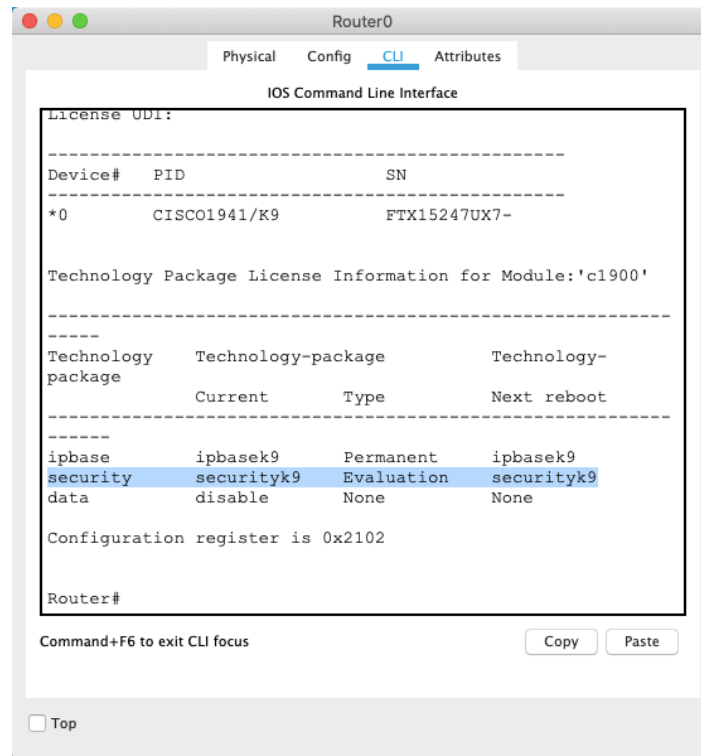 Router0
Physical Config CLI Attributes
IOS Command Line Interface
License UDI:
-------------------------------------------------
Device# PID SN
-------------------------------------------------
*0 CISCO1941/K9 FTX15247UX7-
Technology Package License Information for Module:'c1900'
-----------------------------------------------------------
-----
Technology Technology-package Technology-
package
Current Type Next reboot
-----------------------------------------------------------
------
ipbase ipbasek9 Permanent ipbasek9
security securityk9 Evaluation securityk9
data disable None None
Configuration register is 0x2102
Router#
Command+F6 to exit CLI focus Copy Paste
Top